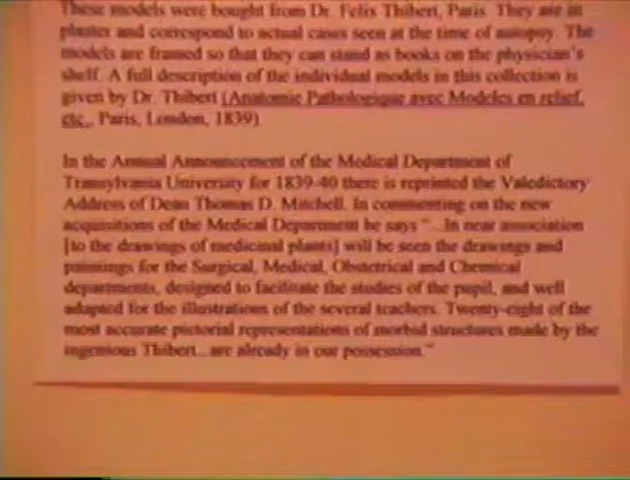 These models were bought from Dr. Felix Thibert, Paris. They are in
plaster and correspond to actual cases seen at the time of autopsy. The
models are framed so that they can stand as books on the physician's
shelf. A full description of the individual models in this collection is
given by Dr. Thibert (Anatomie Pathologique avec Modeles en relief,
etc., Paris, London, 1839).
In the Annual Announcement of the Medical Department of
Transylvania University for 1839-40 there is reprinted the Valedictory
Address of Dean Thomas D. Mitchell. In commenting on the new
acquisitions of the Medical Department he says "...In near association
[to the drawings of medicinal plants] will be seen the drawings and
paintings for the Surgical, Medical, Obstetrical and Chemical
departments, designed to facilitate the studies of the pupil, and well
adapted for the illustrations of the several teachers. Twenty-eight of the
most accurate pictorial representations of morbid structures made by the
ingenious Thibert...are already in our possession."